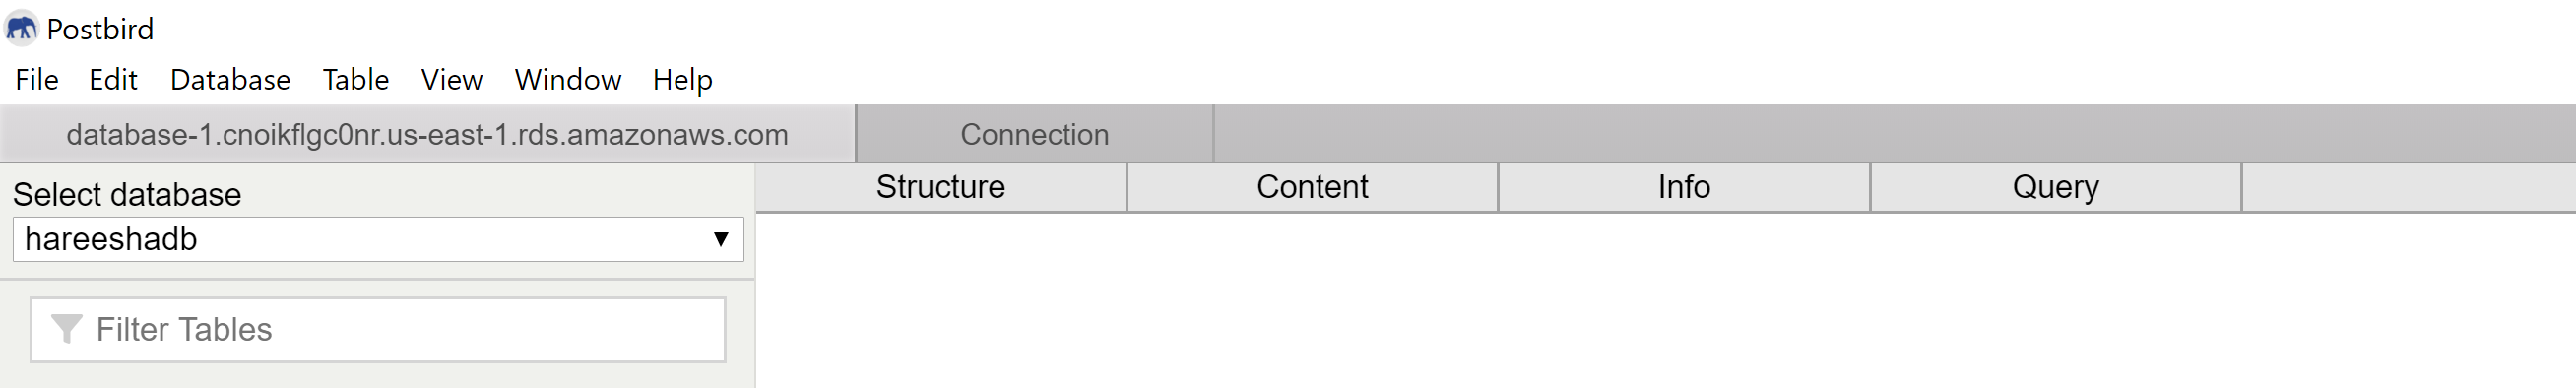 Postbird
File Edit Database Table View Window Help
database-1.cnoikflgc0nr.us-east-1.rds.amazonaws.com Connection
Select database
hareeshadb
Structure Content Info Query
Filter Tables